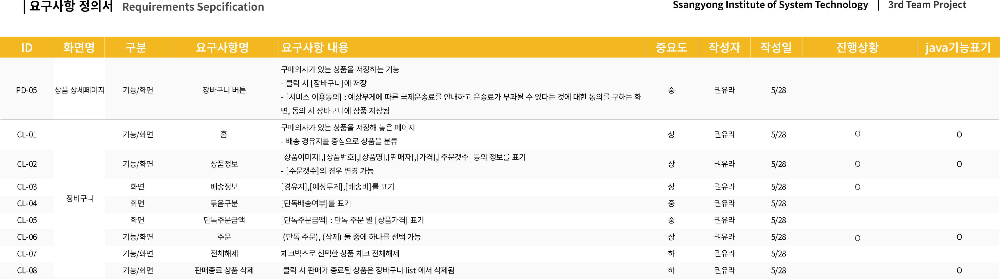 요구사항 정의서 Requirements Sepcification
Ssangyong Institute of System Technology | 3rd Team Project
ID 화면명 구분 요구사항명 요구사항 내용 중요도 작성자 작성일 진행상황 java기능표기
구매의사가 있는 상품을 저장하는 기능
- 클릭 시 [장바구니]에 저장
PD-05 상품 상세페이지 기능/화면 장바구니 버튼 중 권유라 5/28
- [서비스 이용동의] : 예상무게에 따른 국제운송료를 안내하고 운송료가 부과될 수 있다는 것에 대한 동의를 구하는 화
면, 동의 시 장바구니에 상품 저장됨
구매의사가 있는 상품을 저장해 놓은 페이지
CL-01 기능/화면 홈 상 권유라 5/28 O O
- 배송 경유지를 중심으로 상품을 분류
[상품이미지],[상품번호],[상품명],[판매자],[가격],[주문갯수] 등의 정보를 표기
CL-02 기능/화면 상품정보 상 권유라 5/28 O O
- [주문갯수]의 경우 변경 가능
CL-03 화면 배송정보 [경유지],[예상무게],[배송비]를 표기 상 권유라 5/28 O
장바구니
CL-04 화면 묶음구분 [단독배송여부]를 표기 중 권유라 5/28
CL-05 화면 단독주문금액 [단독주문금액] : 단독 주문 별 [상품가격] 표기 중 권유라 5/28
CL-06 기능/화면 주문 (단독 주문), (삭제) 둘 중에 하나를 선택 가능 상 권유라 5/28 O O
CL-07 기능/화면 전체해제 체크박스로 선택한 상품 체크 전체해제 하 권유라 5/28
CL-08 기능/화면 판매종료 상품 삭제 클릭 시 판매가 종료된 상품은 장바구니 list 에서 삭제됨 하 권유라 5/28 O